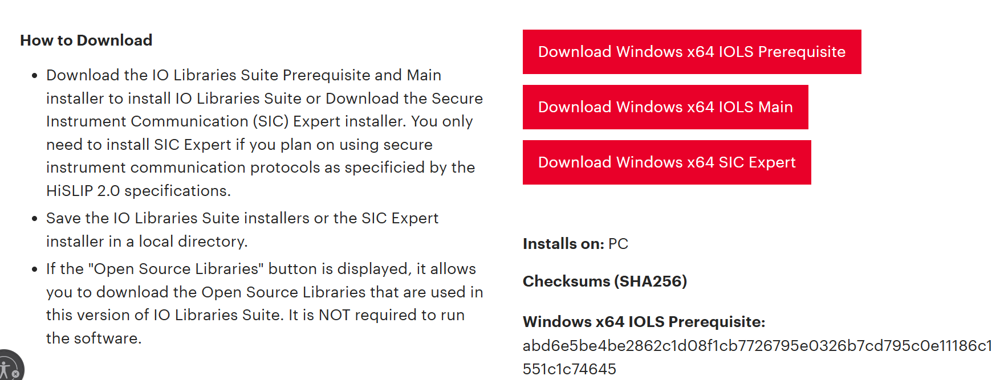 How to Download
Download the IO Libraries Suite Prerequisite and Main
installer to install IO Libraries Suite or Download the Secure
Instrument Communication (SIC) Expert installer. You only
need to install SIC Expert if you plan on using secure
instrument communication protocols as specificied by the
HiSLIP 2.0 specifications.
Save the IO Libraries Suite installers or the SIC Expert
installer in a local directory.
If the "Open Source Libraries" button is displayed, it allows
you to download the Open Source Libraries that are used in
this version of IO Libraries Suite. It is NOT required to run
the software.
Download Windows x64 IOLS Prerequisite
Download Windows x64 IOLS Main
Download Windows x64 SIC Expert
Installs on: PC
Checksums (SHA256)
Windows x64 IOLS Prerequisite:
abd6e5be4be2862c1d08f1cb7726795e0326b7cd795c0e11186c1
551c1c74645